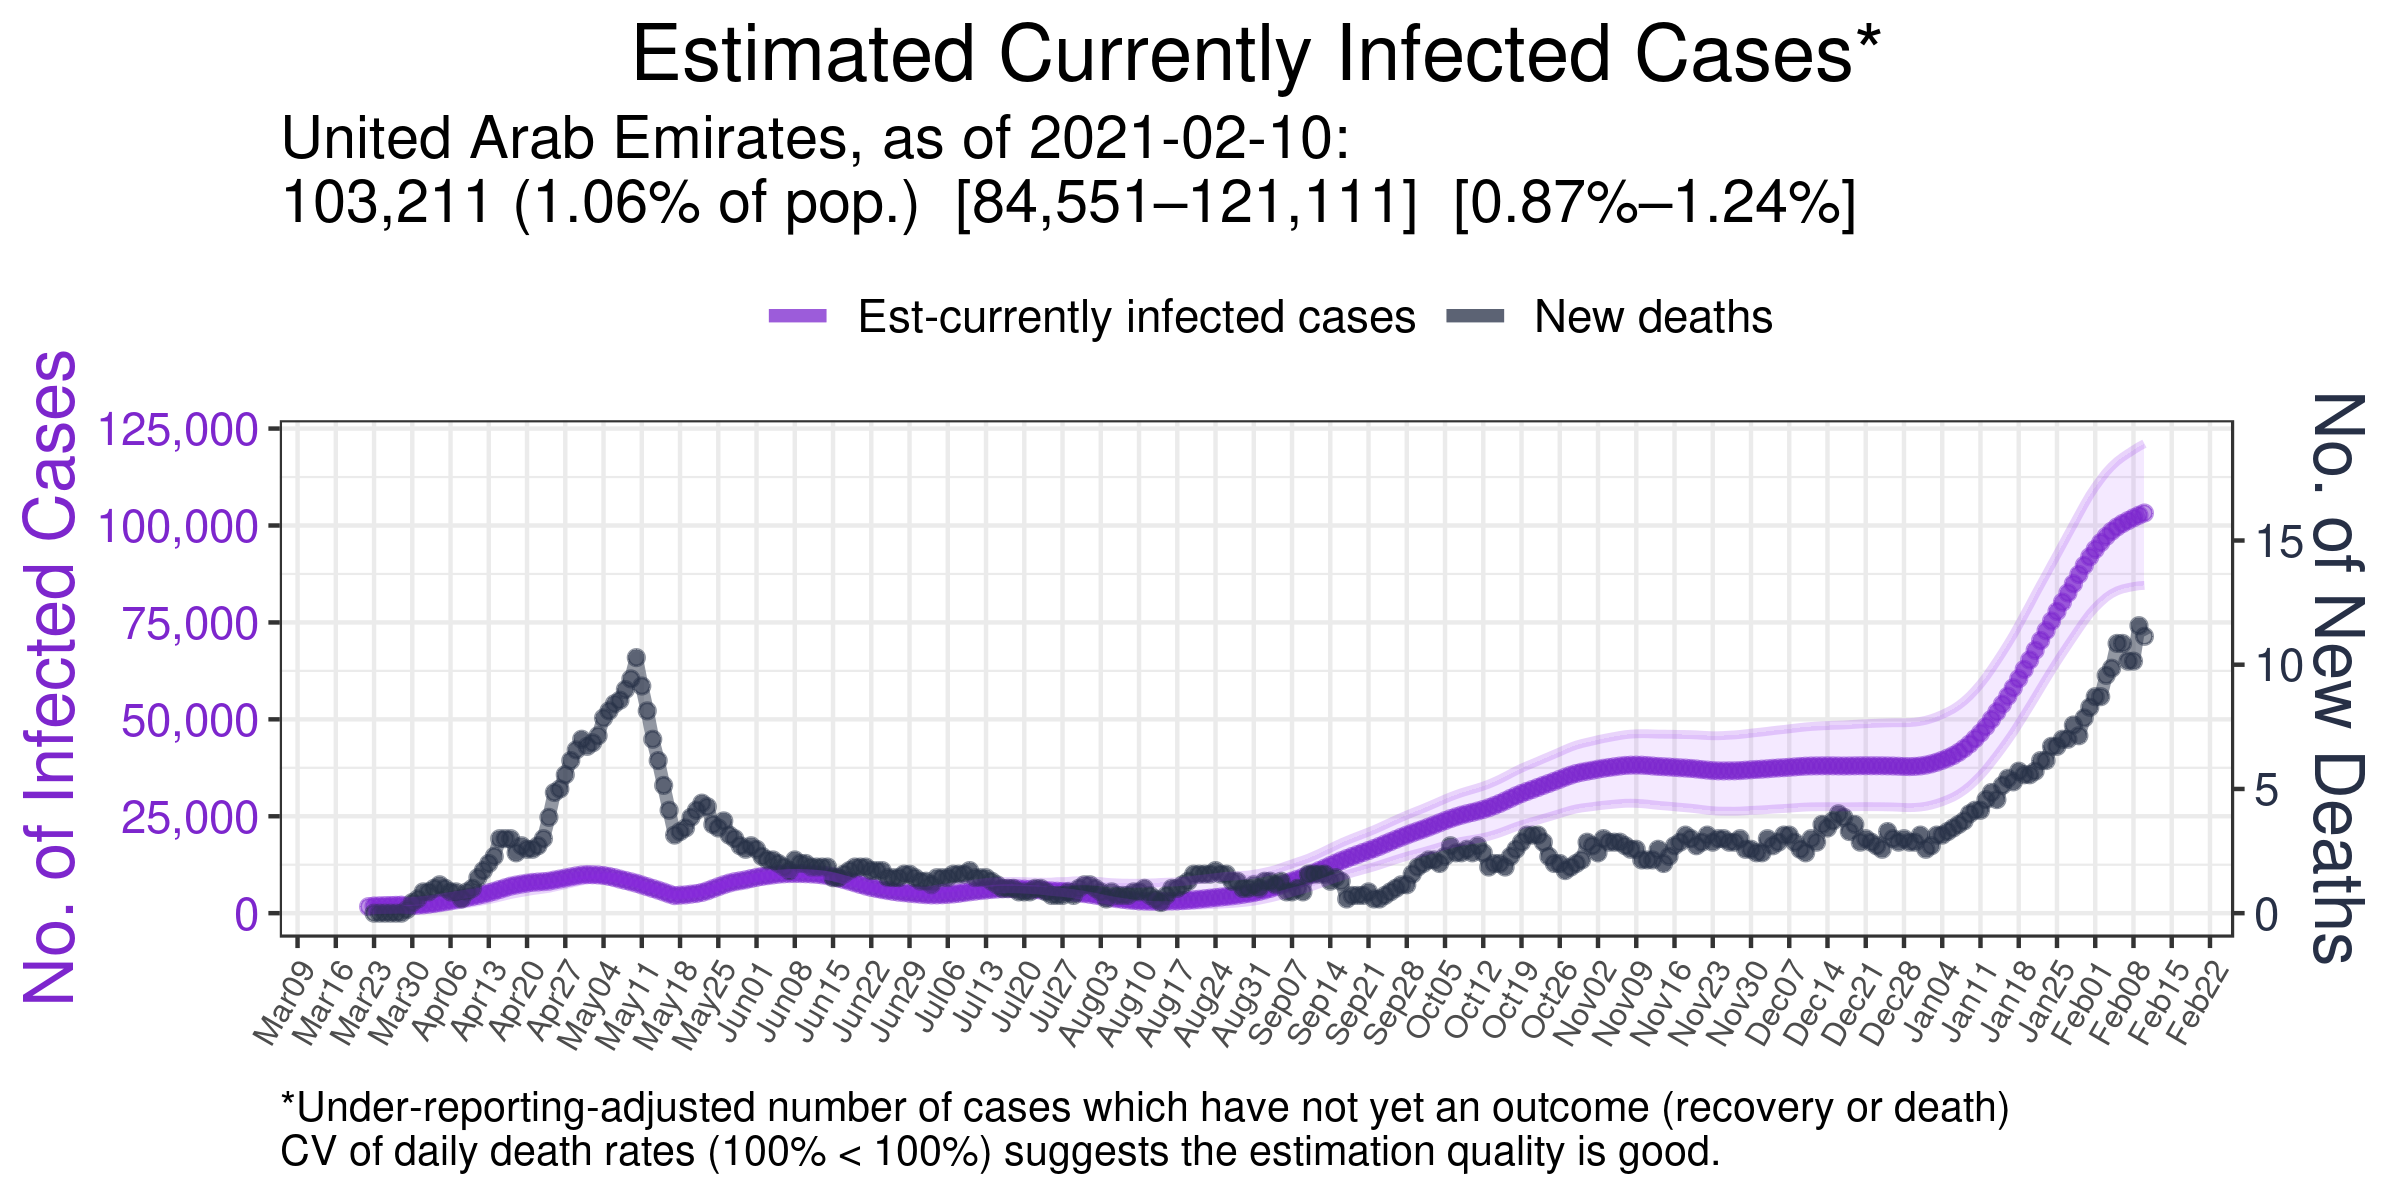 Estimated Currently Infected Cases*
United Arab Emirates, as of 2021-02-10:
103,211 (1.06% of pop.) [84,551–121,111] [0.87%–1.24%]
Est-currently infected cases New deaths
No. of Infected Cases
125,000
100,000
75,000
50,000
25,000
0
15
10
5
0
No. of New Deaths
Mar09 Mar16 Mar23 Mar30 Apr06 Apr13 Apr20 Apr27 May04 May11 May18 May25 Jun01 Jun08 Jun15 Jun22 Jun29 Jul06 Jul13 Jul20 Jul27 Aug03 Aug10 Aug17 Aug24 Aug31 Sep07 Sep14 Sep21 Sep28 Oct05 Oct12 Oct19 Oct26 Nov02 Nov09 Nov16 Nov23 Nov30 Dec07 Dec14 Dec21 Dec28 Jan04 Jan11 Jan18 Jan25 Feb01 Feb08 Feb15 Feb22
*Under-reporting-adjusted number of cases which have not yet an outcome (recovery or death)
CV of daily death rates (100% < 100%) suggests the estimation quality is good.